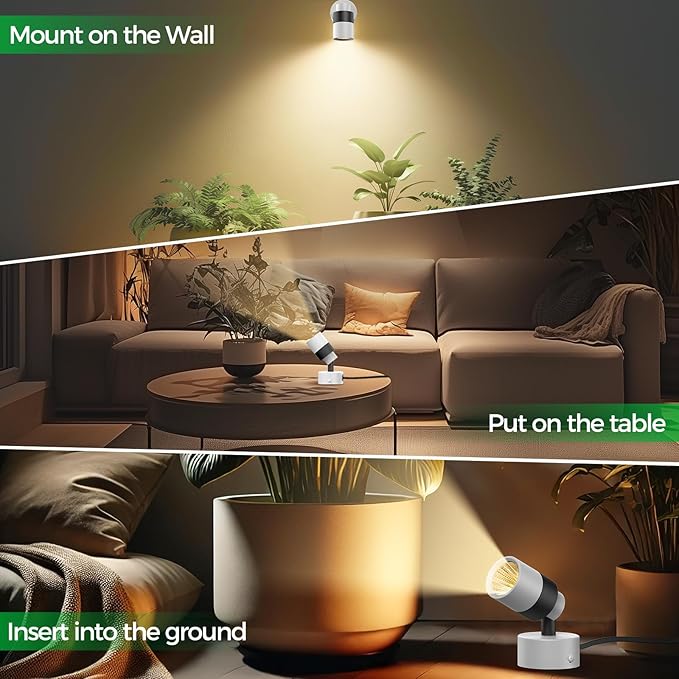 Mount on the Wall
Put on the table
Insert into the ground